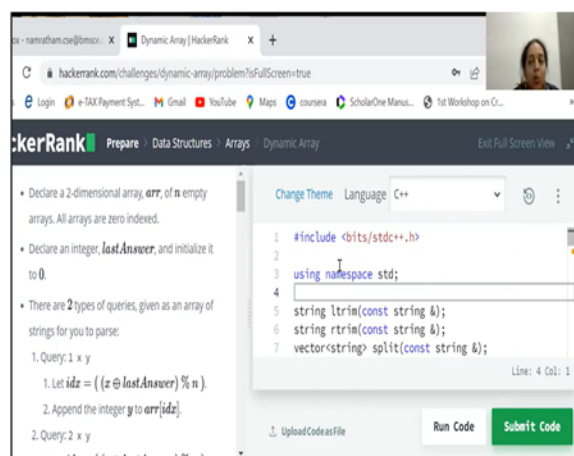 ox - namratham.cse@bmsce.ac X Dynamic Array | HackerRank X +
hackerrank.com/challenges/dynamic-array/problem?isFullScreen=true
Login e-TAX Payment Syst... Gmail YouTube Maps coursera ScholarOne Manus... 1st Workshop on Cr...
ckerRank Prepare > Data Structures > Arrays > Dynamic Array Exit Full Screen View
• Declare a 2-dimensional array, arr, of n empty
arrays. All arrays are zero indexed.
• Declare an integer, lastAnswer, and initialize it
to 0.
• There are 2 types of queries, given as an array of
strings for you to parse:
1. Query: 1 x y
1. Let idx = ((x ⊕ lastAnswer) % n).
2. Append the integer y to arr[idx].
2. Query: 2 x y
Change Theme Language C++
1 #include <bits/stdc++.h>
2
3 using namespace std;
4
5 string ltrim(const string &);
6 string rtrim(const string &);
7 vector<string> split(const string &);
Line: 4 Col: 1
Upload Code as File Run Code Submit Code